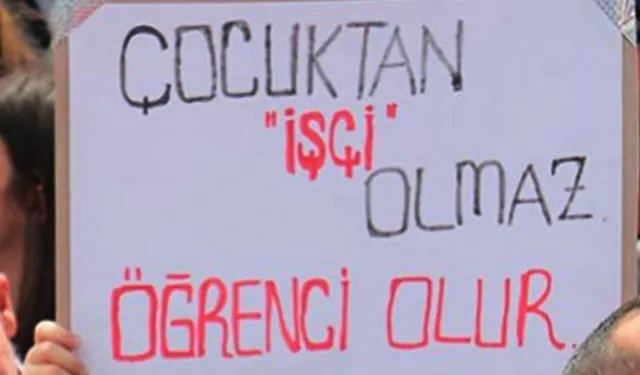 ÇOCUKTAN
"İŞÇİ"
OLMAZ.
ÖĞRENCİ OLUR.